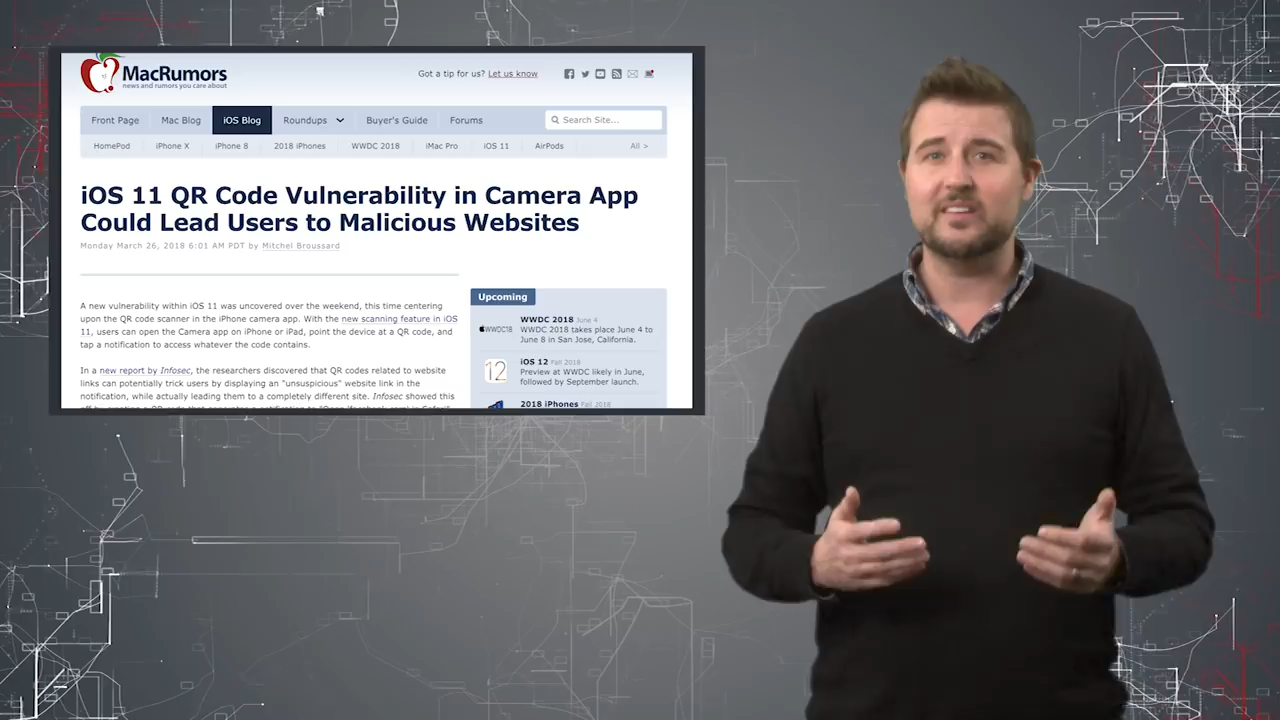 MacRumors
news and rumors you care about
Got a tip for us? Let us know
Front Page Mac Blog iOS Blog Roundups Buyer's Guide Forums Search Site...
HomePod iPhone X iPhone 8 2018 iPhones WWDC 2018 iMac Pro iOS 11 AirPods All >
iOS 11 QR Code Vulnerability in Camera App
Could Lead Users to Malicious Websites
Monday March 26, 2018 6:01 AM PDT by Mitchel Broussard
A new vulnerability within iOS 11 was uncovered over the weekend, this time centering
upon the QR code scanner in the iPhone camera app. With the new scanning feature in iOS
11, users can open the Camera app on iPhone or iPad, point the device at a QR code, and
tap a notification to access whatever the code contains.
In a new report by Infosec, the researchers discovered that QR codes related to website
links can potentially trick users by displaying an "unsuspicious" website link in the
notification, while actually leading them to a completely different site. Infosec showed this
Upcoming
WWDC18
WWDC 2018 June 4
WWDC 2018 takes place June 4 to
June 8 in San Jose, California.
12
iOS 12 Fall 2018
Preview at WWDC likely in June,
followed by September launch.
2018 iPhones Fall 2018